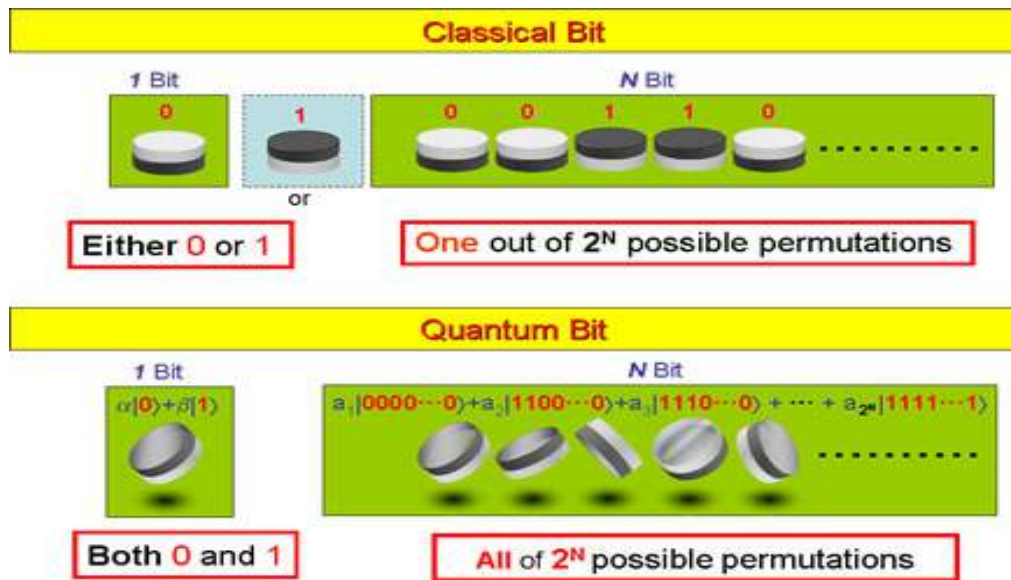 Classical Bit
1 Bit
N Bit
0
1
0 0 1 1 0
or
Either 0 or 1
One out of 2ᴺ possible permutations
Quantum Bit
1 Bit
N Bit
α|0⟩+β|1⟩
a₁|0000···0⟩+a₂|1100···0⟩+a₃|1110···0⟩ + ··· + a₂ₙ|1111···1⟩
Both 0 and 1
All of 2ᴺ possible permutations